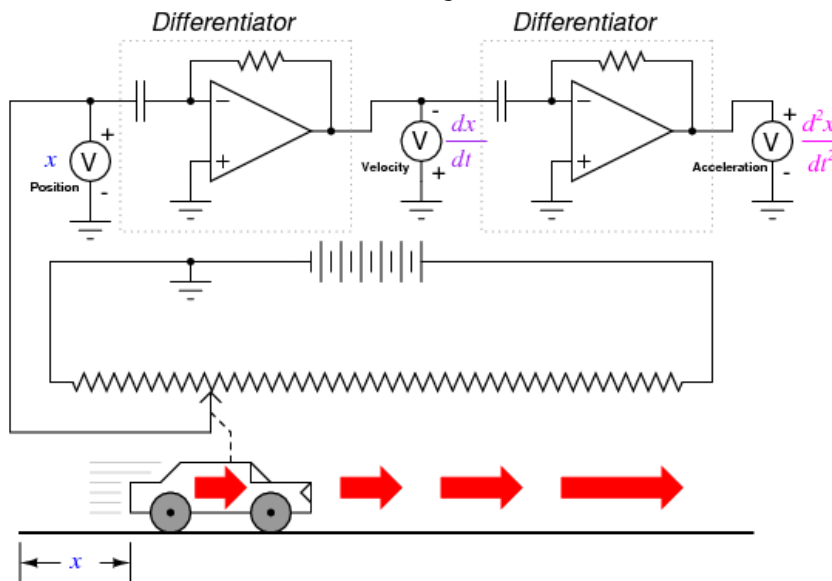 Differentiator
Differentiator
−
+
+
V
-
x
Position
-
V
+
Velocity
dx
dt
−
+
+
V
-
Acceleration
d²x
dt²
x